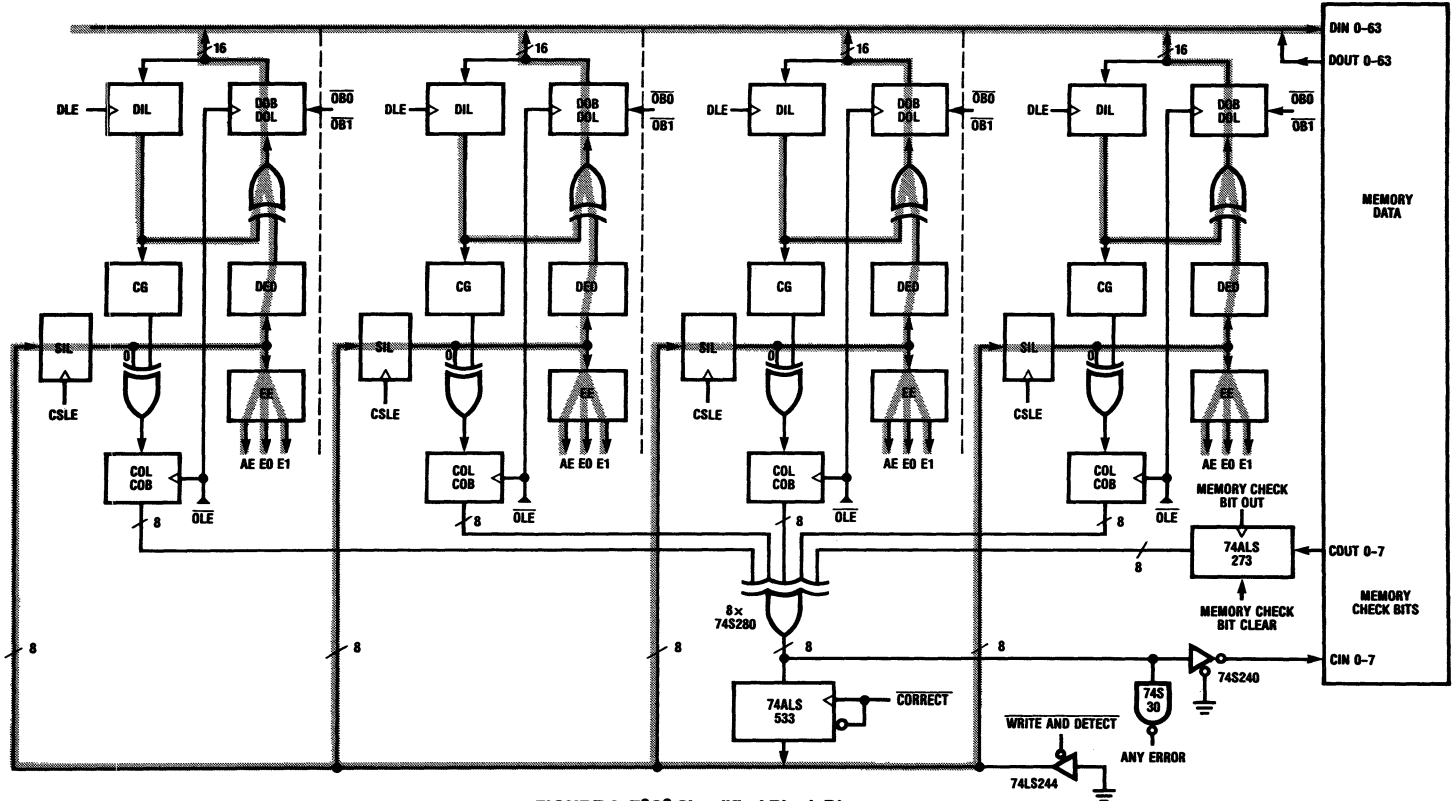 DIN 0–63
16 16 16 16
DOUT 0–63
DLE DIL DOB DOL OB0 OB1
DLE DIL DOB DOL OB0 OB1
DLE DIL DOB DOL OB0 OB1
DLE DIL DOB DOL OB0 OB1
MEMORY DATA
CG DED CG DED CG DED CG DED
SIL 0 SIL 0 SIL 0 SIL 0
EE EE EE EE
CSLE CSLE CSLE CSLE
AE E0 E1 AE E0 E1 AE E0 E1 AE E0 E1
COL COB COL COB COL COB COL COB
OLE OLE OLE OLE
8 8 8 8
MEMORY CHECK BIT OUT
74ALS 273
COUT 0–7
8
MEMORY CHECK BIT CLEAR
MEMORY CHECK BITS
8× 74S280
8 8 8 8 8
CIN 0–7
74S240
74S 30
ANY ERROR
74ALS 533
CORRECT
WRITE AND DETECT
74LS244